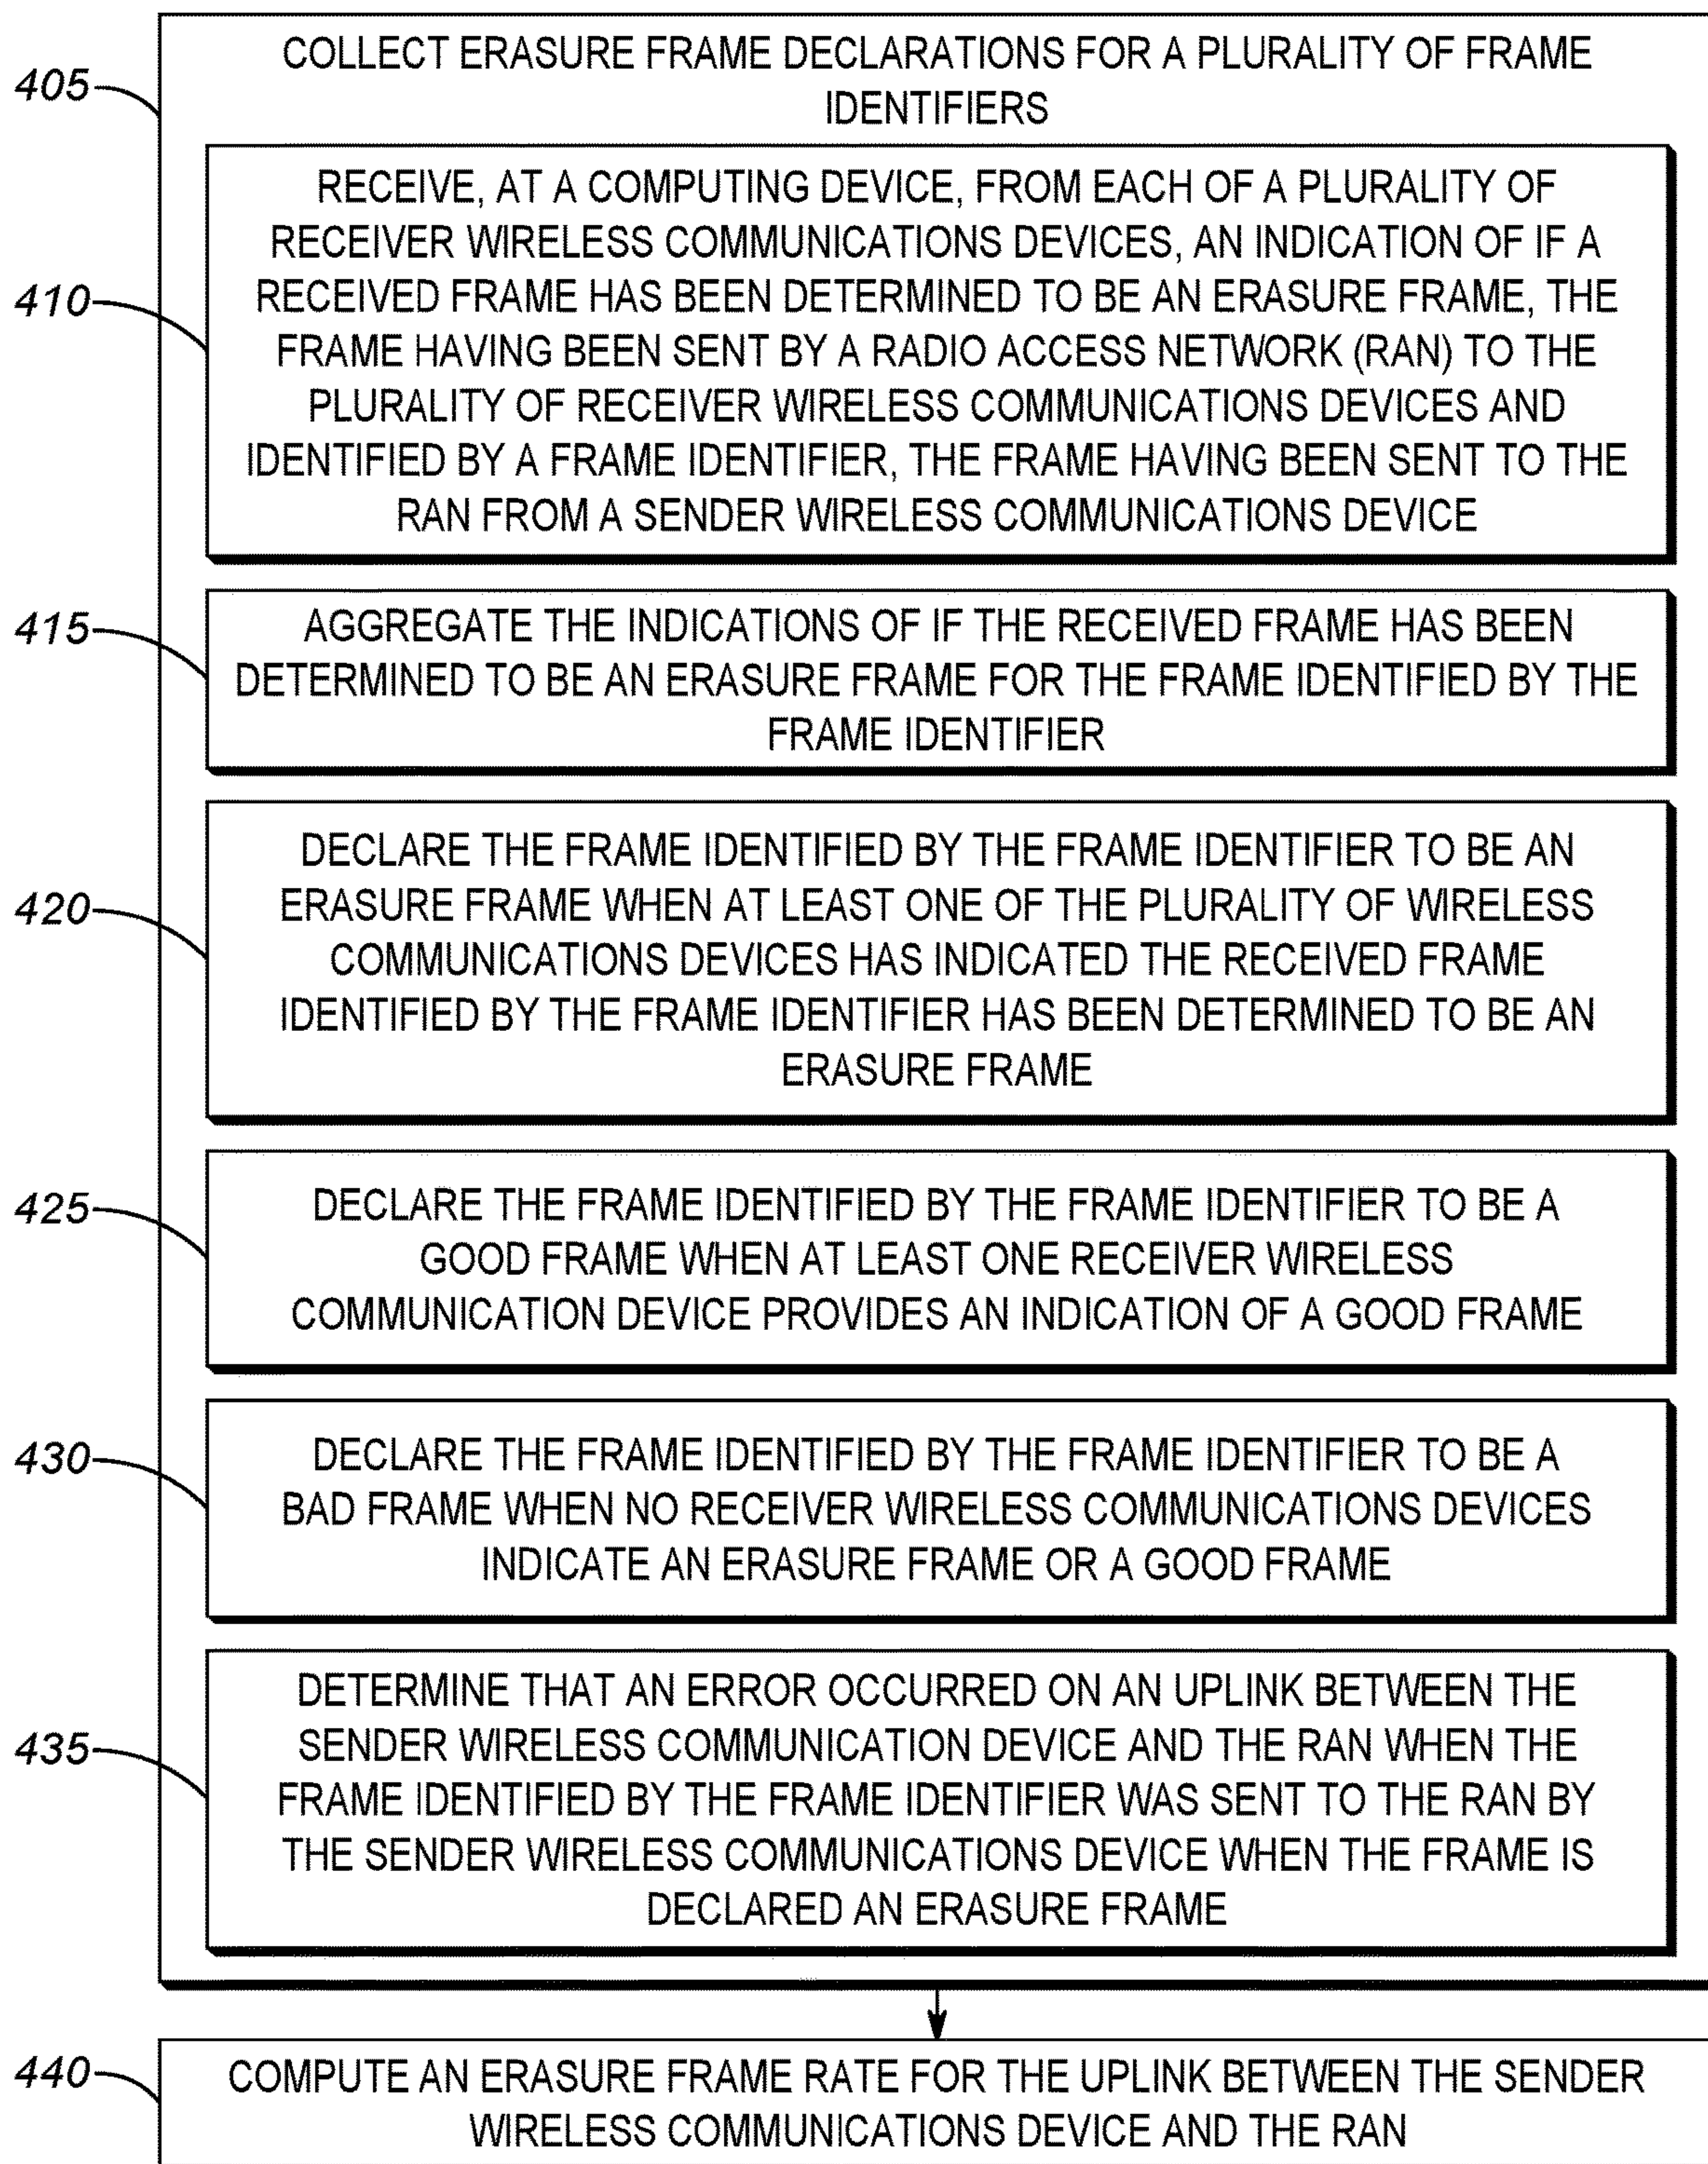 405
COLLECT ERASURE FRAME DECLARATIONS FOR A PLURALITY OF FRAME
IDENTIFIERS
410
RECEIVE, AT A COMPUTING DEVICE, FROM EACH OF A PLURALITY OF
RECEIVER WIRELESS COMMUNICATIONS DEVICES, AN INDICATION OF IF A
RECEIVED FRAME HAS BEEN DETERMINED TO BE AN ERASURE FRAME, THE
FRAME HAVING BEEN SENT BY A RADIO ACCESS NETWORK (RAN) TO THE
PLURALITY OF RECEIVER WIRELESS COMMUNICATIONS DEVICES AND
IDENTIFIED BY A FRAME IDENTIFIER, THE FRAME HAVING BEEN SENT TO THE
RAN FROM A SENDER WIRELESS COMMUNICATIONS DEVICE
415
AGGREGATE THE INDICATIONS OF IF THE RECEIVED FRAME HAS BEEN
DETERMINED TO BE AN ERASURE FRAME FOR THE FRAME IDENTIFIED BY THE
FRAME IDENTIFIER
420
DECLARE THE FRAME IDENTIFIED BY THE FRAME IDENTIFIER TO BE AN
ERASURE FRAME WHEN AT LEAST ONE OF THE PLURALITY OF WIRELESS
COMMUNICATIONS DEVICES HAS INDICATED THE RECEIVED FRAME
IDENTIFIED BY THE FRAME IDENTIFIER HAS BEEN DETERMINED TO BE AN
ERASURE FRAME
425
DECLARE THE FRAME IDENTIFIED BY THE FRAME IDENTIFIER TO BE A
GOOD FRAME WHEN AT LEAST ONE RECEIVER WIRELESS
COMMUNICATION DEVICE PROVIDES AN INDICATION OF A GOOD FRAME
430
DECLARE THE FRAME IDENTIFIED BY THE FRAME IDENTIFIER TO BE A
BAD FRAME WHEN NO RECEIVER WIRELESS COMMUNICATIONS DEVICES
INDICATE AN ERASURE FRAME OR A GOOD FRAME
435
DETERMINE THAT AN ERROR OCCURRED ON AN UPLINK BETWEEN THE
SENDER WIRELESS COMMUNICATION DEVICE AND THE RAN WHEN THE
FRAME IDENTIFIED BY THE FRAME IDENTIFIER WAS SENT TO THE RAN BY
THE SENDER WIRELESS COMMUNICATIONS DEVICE WHEN THE FRAME IS
DECLARED AN ERASURE FRAME
440
COMPUTE AN ERASURE FRAME RATE FOR THE UPLINK BETWEEN THE SENDER
WIRELESS COMMUNICATIONS DEVICE AND THE RAN